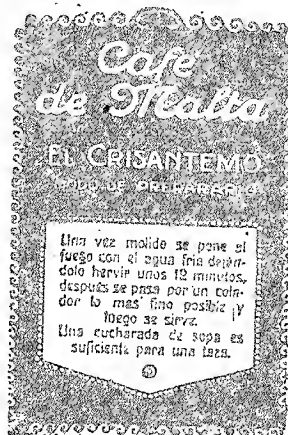 Café
de Malta
EL CRISANTEMO
MODO DE PREPARARLO
Una vez molido se pone al
fuego con el agua fria deján-
dolo hervir unos 12 minutos,
después se pasa por un cola-
dor lo mas fino posible y
luego se sirve.
Una cucharada de sopa es
suficiente para una taza.